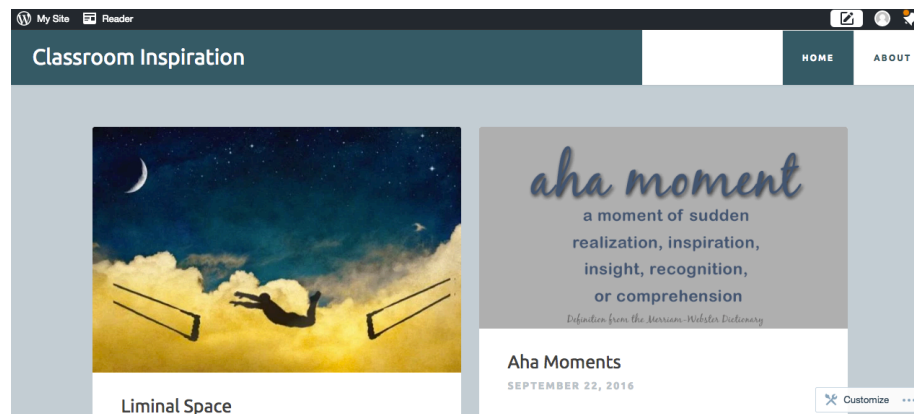 My Site Reader
Classroom Inspiration
HOME ABOUT
aha moment
a moment of sudden
realization, inspiration,
insight, recognition,
or comprehension
Definition from the Merriam-Webster Dictionary
Aha Moments
SEPTEMBER 22, 2016
Liminal Space
Customize